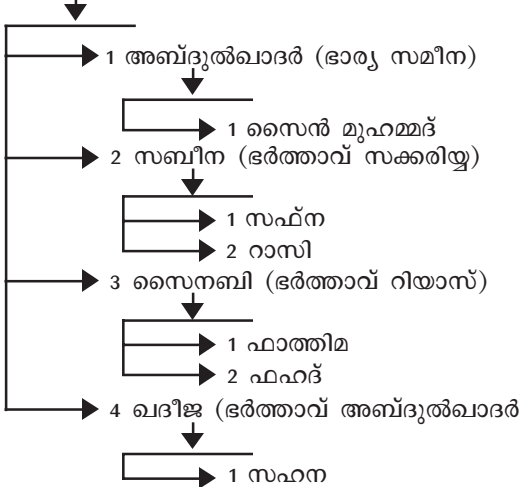 1 അബ്ദുൽഖാദർ (ഭാര്യ സമീന)
1 സൈൻ മുഹമ്മദ്
2 സബീന (ഭർത്താവ് സക്കരിയ്യ)
1 സഫ്ന
2 റാസി
3 സൈനബി (ഭർത്താവ് റിയാസ്)
1 ഫാത്തിമ
2 ഫഹദ്
4 ഖദീജ (ഭർത്താവ് അബ്ദുൽഖാദർ
1 സഹന